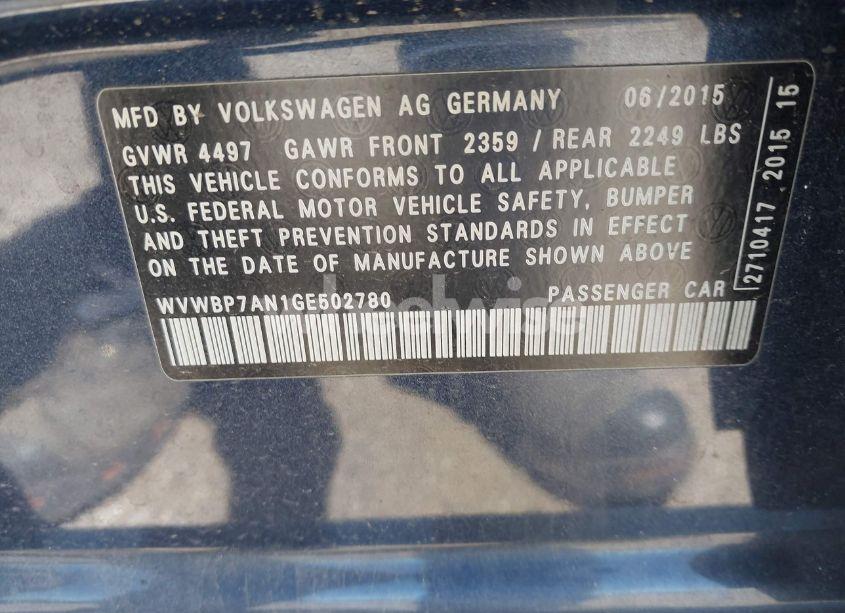 MFD BY VOLKSWAGEN AG GERMANY 06/2015
GVWR 4497 GAWR FRONT 2359 / REAR 2249 LBS
THIS VEHICLE CONFORMS TO ALL APPLICABLE
U.S. FEDERAL MOTOR VEHICLE SAFETY, BUMPER
AND THEFT PREVENTION STANDARDS IN EFFECT
ON THE DATE OF MANUFACTURE SHOWN ABOVE
WVWBP7AN1GE502780 PASSENGER CAR
2710417 2015 15